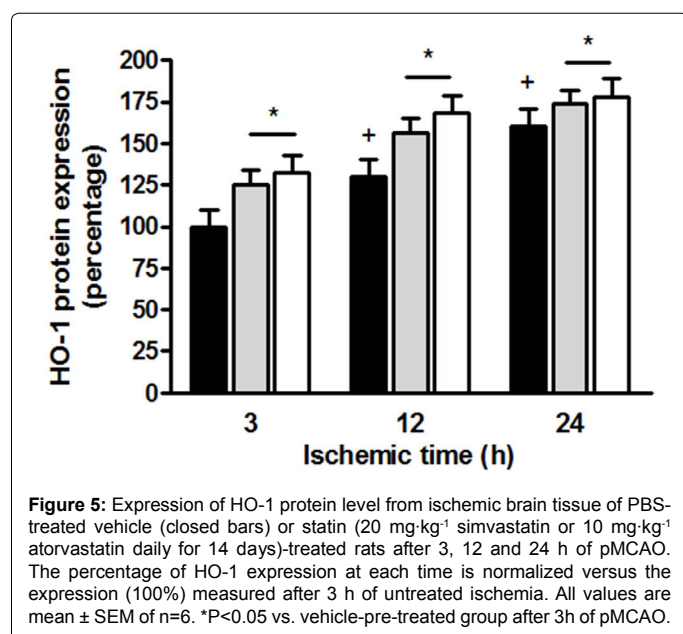 *
*
*
+
+
200
175
150
125
100
75
50
25
0
HO-1 protein expression
(percentage)
3
12
24
Ischemic time (h)
Figure 5: Expression of HO-1 protein level from ischemic brain tissue of PBS-
treated vehicle (closed bars) or statin (20 mg·kg⁻¹ simvastatin or 10 mg·kg⁻¹
atorvastatin daily for 14 days)-treated rats after 3, 12 and 24 h of pMCAO.
The percentage of HO-1 expression at each time is normalized versus the
expression (100%) measured after 3 h of untreated ischemia. All values are
mean ± SEM of n=6. *P<0.05 vs. vehicle-pre-treated group after 3h of pMCAO.